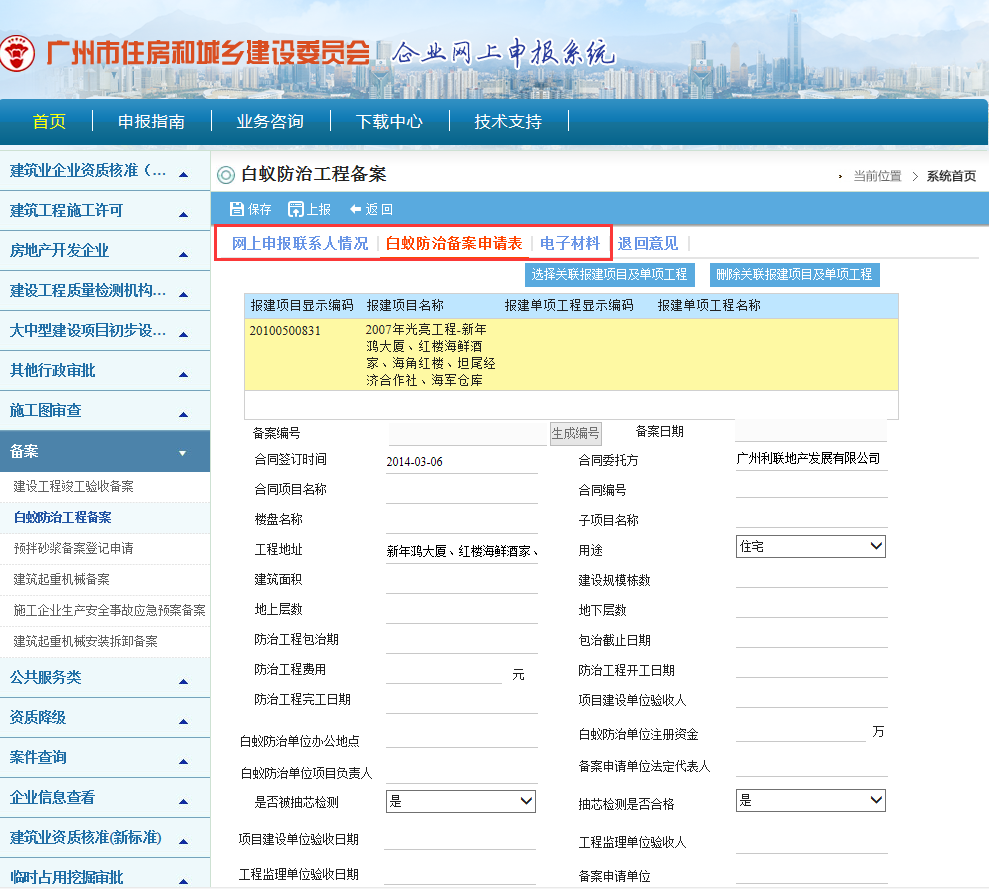 广州市住房和城乡建设委员会 企业网上申报系统
首页 申报指南 业务咨询 下载中心 技术支持
建筑业企业资质核准（...
建筑工程施工许可
房地产开发企业
建设工程质量检测机构...
大中型建设项目初步设...
其他行政审批
施工图审查
备案
建设工程竣工验收备案
白蚁防治工程备案
预拌砂浆备案登记申请
建筑起重机械备案
施工企业生产安全事故应急预案备案
建筑起重机械安装拆卸备案
公共服务类
资质降级
案件查询
企业信息查看
建筑业资质核准(新标准)
临时占用挖掘审批
白蚁防治工程备案 当前位置 > 系统首页
保存 上报 返回
网上申报联系人情况 白蚁防治备案申请表 电子材料 退回意见
选择关联报建项目及单项工程 删除关联报建项目及单项工程
报建项目显示编码 报建项目名称 报建单项工程显示编码 报建单项工程名称
20100500831 2007年光亮工程-新年
鸿大厦、红楼海鲜酒
家、海角红楼、坦尾经
济合作社、海军仓库
备案编号 生成编号 备案日期
合同签订时间 2014-03-06 合同委托方 广州利联地产发展有限公司
合同项目名称 合同编号
楼盘名称 子项目名称
工程地址 新年鸿大厦、红楼海鲜酒家、 用途 住宅
建筑面积 建设规模栋数
地上层数 地下层数
防治工程包治期 包治截止日期
防治工程费用 元 防治工程开工日期
防治工程完工日期 项目建设单位验收人
白蚁防治单位办公地点 白蚁防治单位注册资金 万
白蚁防治单位项目负责人 备案申请单位法定代表人
是否被抽芯检测 是 抽芯检测是否合格 是
项目建设单位验收日期 工程监理单位验收人
工程监理单位验收日期 备案申请单位